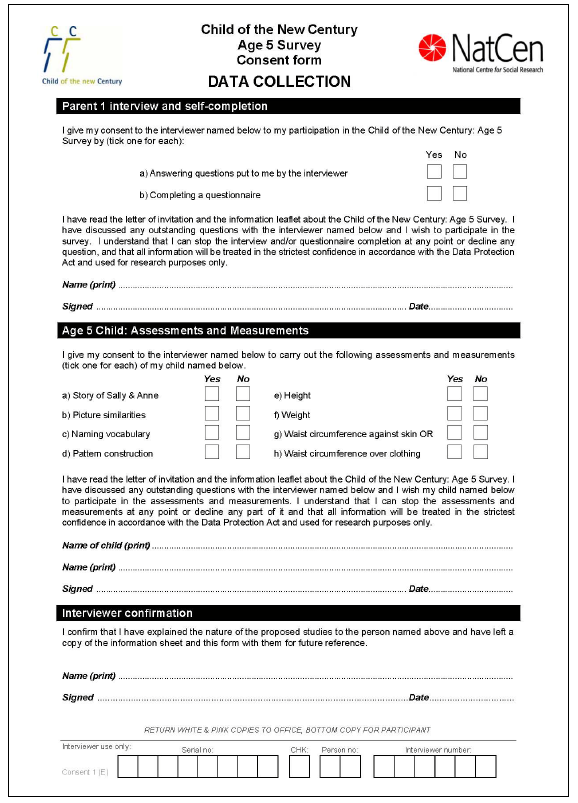 C C
Child of the new Century
Child of the New Century
Age 5 Survey
Consent form
DATA COLLECTION
NatCen
National Centre for Social Research
Parent 1 interview and self-completion
I give my consent to the interviewer named below to my participation in the Child of the New Century: Age 5
Survey by (tick one for each):
Yes No
a) Answering questions put to me by the interviewer
b) Completing a questionnaire
I have read the letter of invitation and the information leaflet about the Child of the New Century: Age 5 Survey. I
have discussed any outstanding questions with the interviewer named below and I wish to participate in the
survey. I understand that I can stop the interview and/or questionnaire completion at any point or decline any
question, and that all information will be treated in the strictest confidence in accordance with the Data Protection
Act and used for research purposes only.
Name (print) ........................................
Signed ........................................ Date....................
Age 5 Child: Assessments and Measurements
I give my consent to the interviewer named below to carry out the following assessments and measurements
(tick one for each) of my child named below.
Yes No Yes No
a) Story of Sally & Anne e) Height
b) Picture similarities f) Weight
c) Naming vocabulary g) Waist circumference against skin OR
d) Pattern construction h) Waist circumference over clothing
I have read the letter of invitation and the information leaflet about the Child of the New Century: Age 5 Survey. I
have discussed any outstanding questions with the interviewer named below and I wish my child named below
to participate in the assessments and measurements. I understand that I can stop the assessments and
measurements at any point or decline any part of it and that all information will be treated in the strictest
confidence in accordance with the Data Protection Act and used for research purposes only.
Name of child (print) ........................................
Name (print) ........................................
Signed ........................................ Date....................
Interviewer confirmation
I confirm that I have explained the nature of the proposed studies to the person named above and have left a
copy of the information sheet and this form with them for future reference.
Name (print) ........................................
Signed ........................................ Date....................
RETURN WHITE & PINK COPIES TO OFFICE, BOTTOM COPY FOR PARTICIPANT
Interviewer use only: Serial no: CHK: Person no: Interviewer number:
Consent 1 (E)